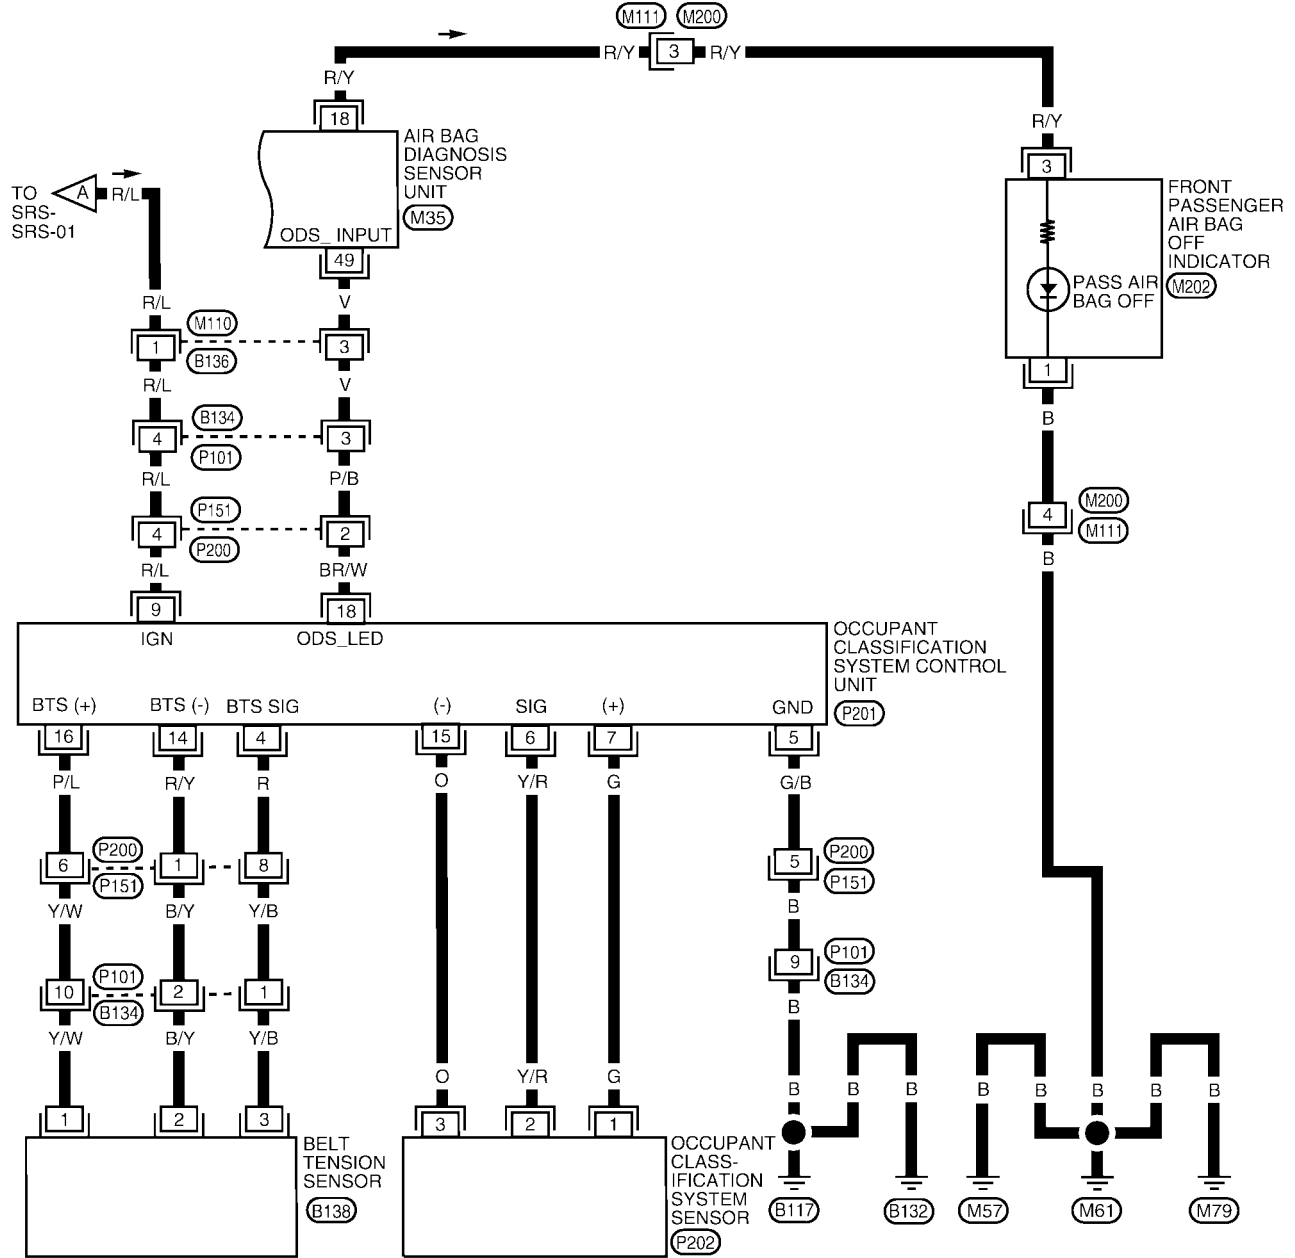 M111 M200
R/Y 3 R/Y
R/Y
18
AIR BAG
DIAGNOSIS
SENSOR
UNIT
M35
ODS_ INPUT
49
TO
SRS-
SRS-01
A
R/L
R/Y
3
FRONT
PASSENGER
AIR BAG
OFF
INDICATOR
M202
PASS AIR
BAG OFF
1
B
R/L
V
M110
1
3
B136
R/L
V
B134
4
3
P101
R/L
P/B
P151
4
2
P200
R/L
BR/W
9
18
M200
4
M111
B
IGN
ODS_LED
OCCUPANT
CLASSIFICATION
SYSTEM CONTROL
UNIT
P201
BTS (+)
BTS (-)
BTS SIG
(-)
SIG
(+)
GND
16
14
4
15
6
7
5
P/L
R/Y
R
O
Y/R
G
G/B
6
P200
P151
1
8
5
P200
P151
Y/W
B/Y
Y/B
B
10
P101
B134
2
1
9
P101
B134
Y/W
B/Y
Y/B
B
O
Y/R
G
B
B
B
B
B
B
B
B
1
2
3
3
2
1
BELT
TENSION
SENSOR
B138
OCCUPANT
CLASS-
IFICATION
SYSTEM
SENSOR
P202
B117
B132
M57
M61
M79